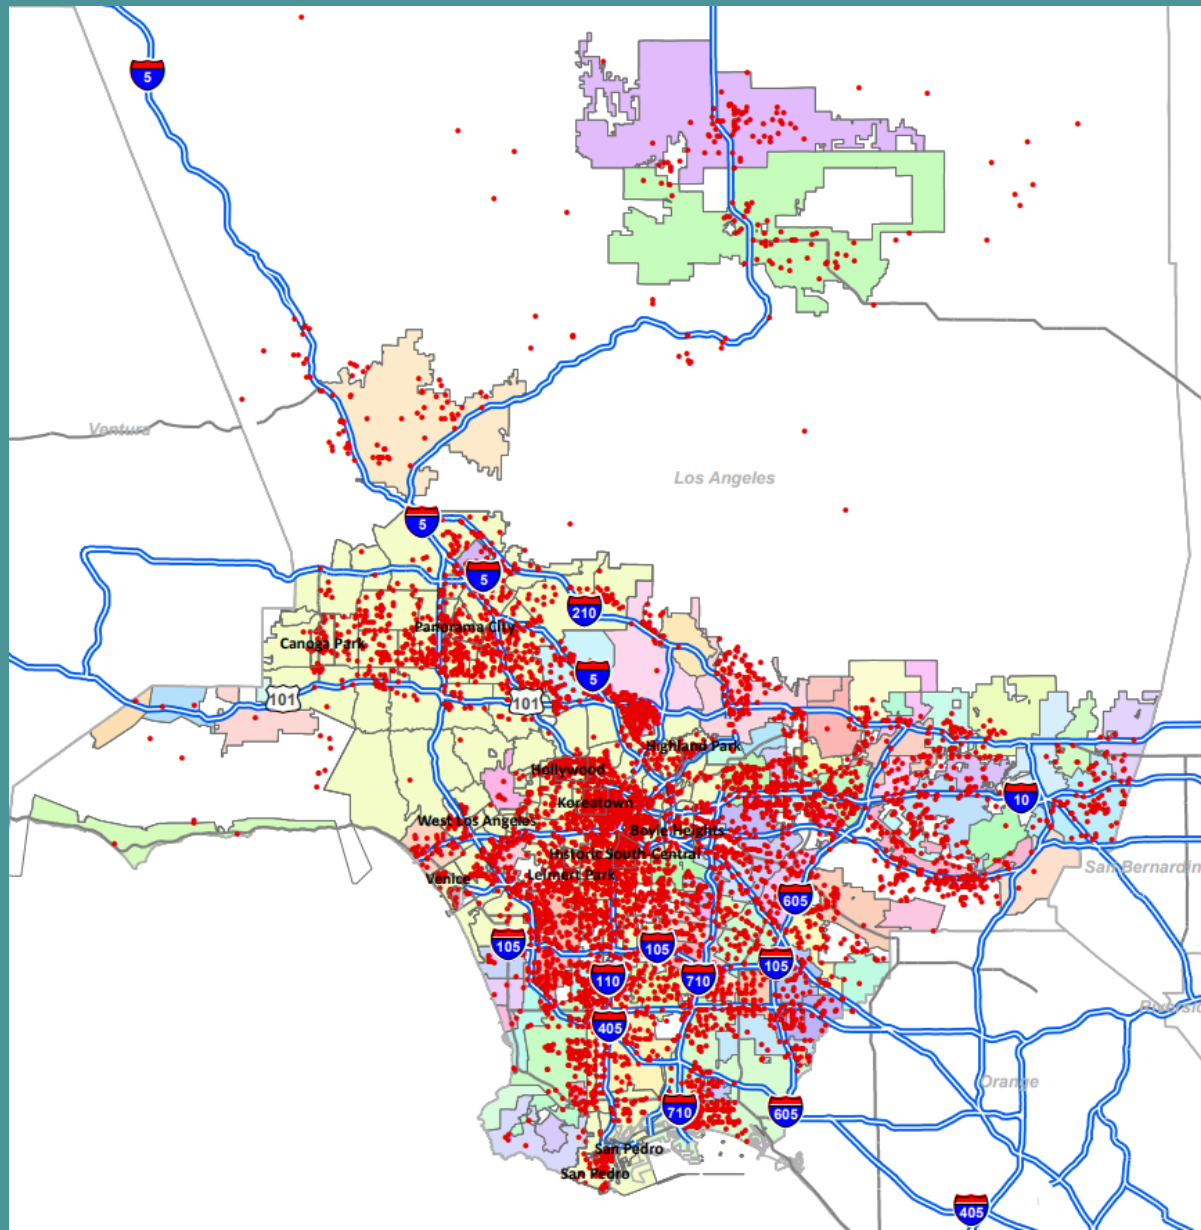 5
Ventura
Los Angeles
5
5
210
Panorama City
Canoga Park
5
101
101
Highland Park
Hollywood
10
Koreatown
West Los Angeles
Boyle Heights
Historic South Central
San Bernardin
Leimert Park
Venice
605
105
105
105
110
710
Riversid
405
Orange
710
605
San Pedro
San Pedro
405